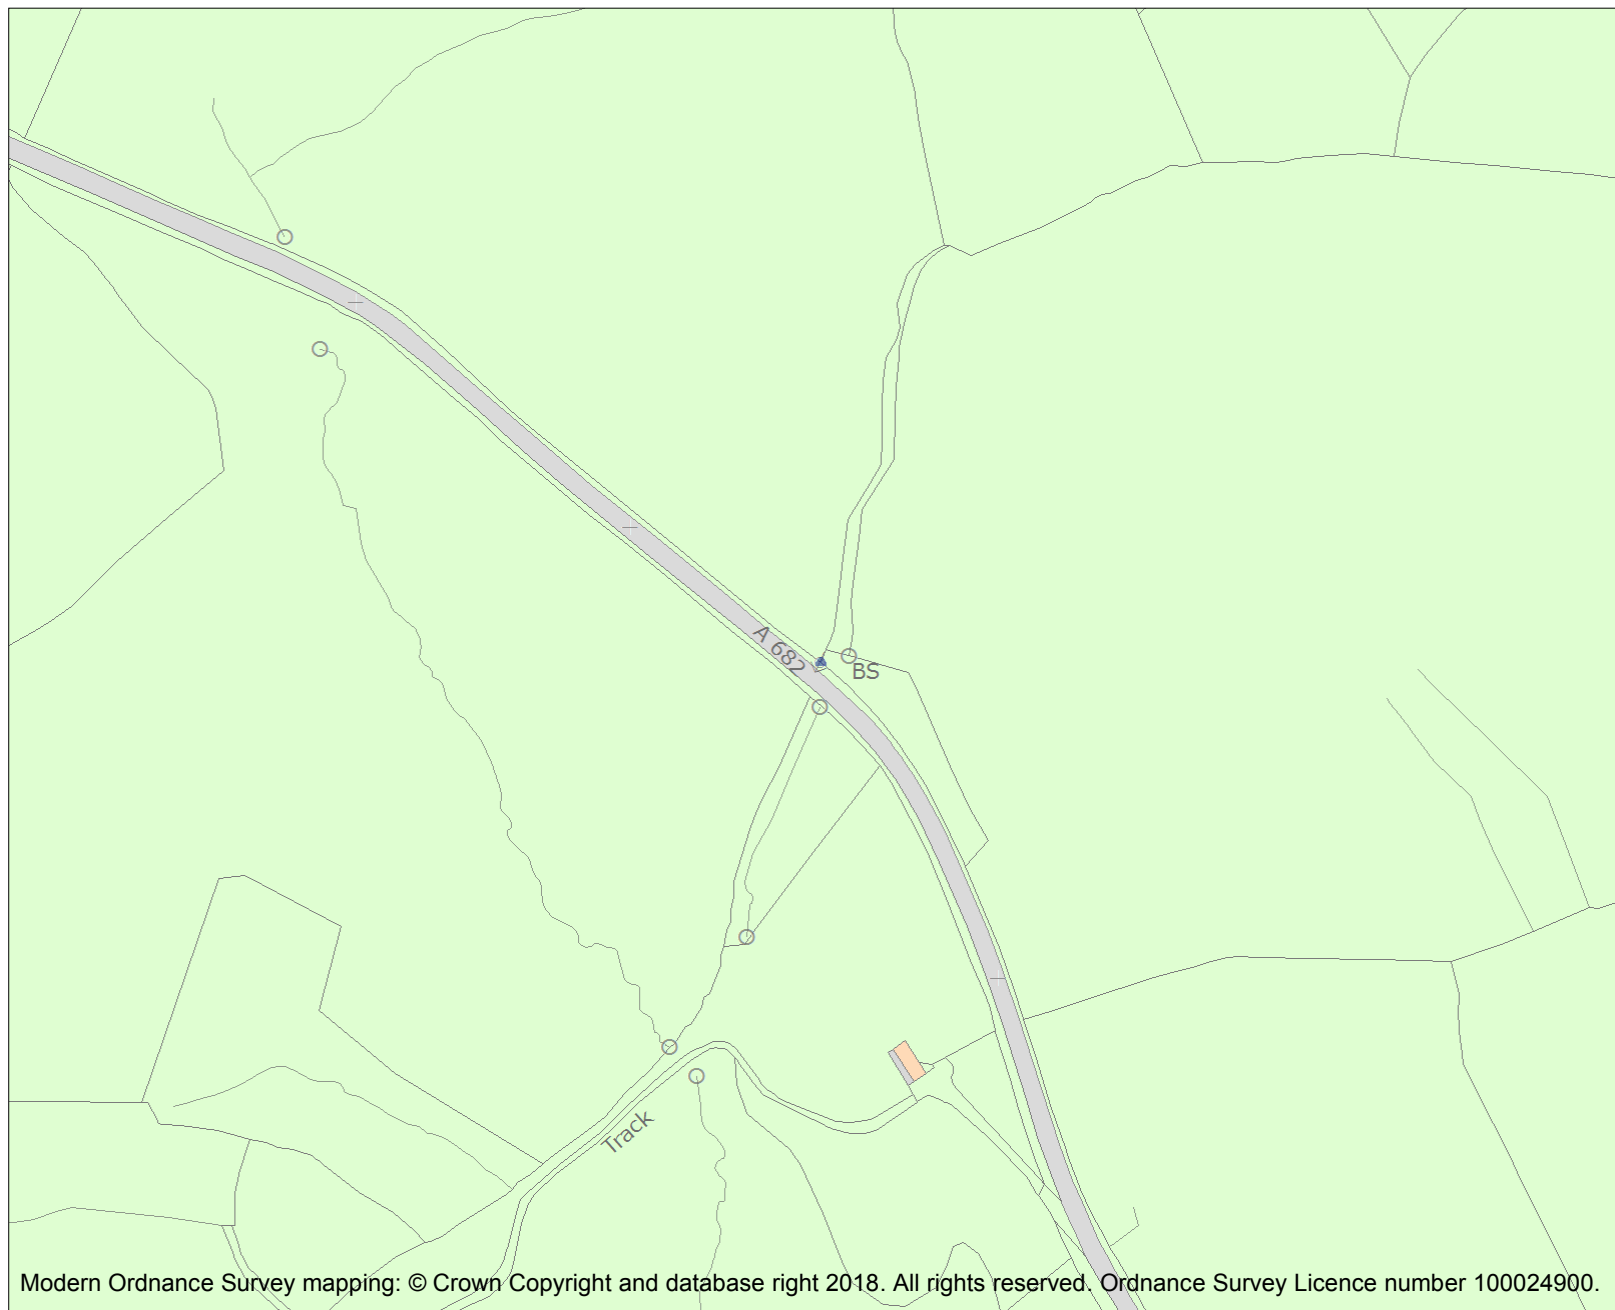 A 682
BS
Track
Modern Ordnance Survey mapping: © Crown Copyright and database right 2018. All rights reserved. Ordnance Survey Licence number 100024900.